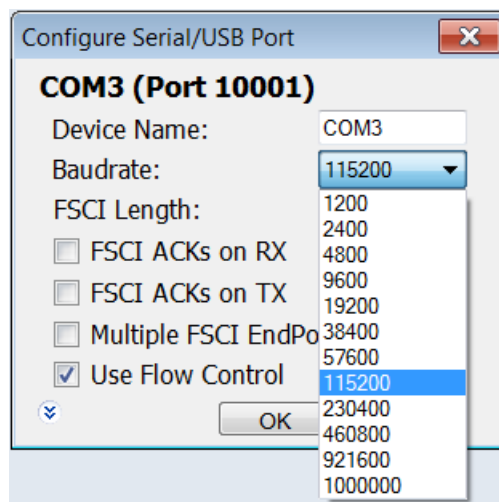 Configure Serial/USB Port
COM3 (Port 10001)
Device Name: COM3
Baudrate: 115200
FSCI Length:
1200
2400
4800
9600
19200
38400
57600
115200
230400
460800
921600
1000000
FSCI ACKs on RX
FSCI ACKs on TX
Multiple FSCI EndPo
Use Flow Control
OK